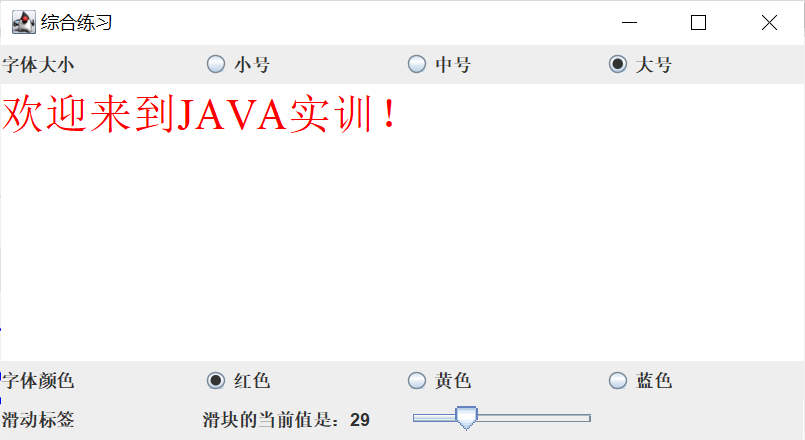 综合练习
字体大小 小号 中号 大号
欢迎来到JAVA实训！
字体颜色 红色 黄色 蓝色
滑动标签 滑块的当前值是：29